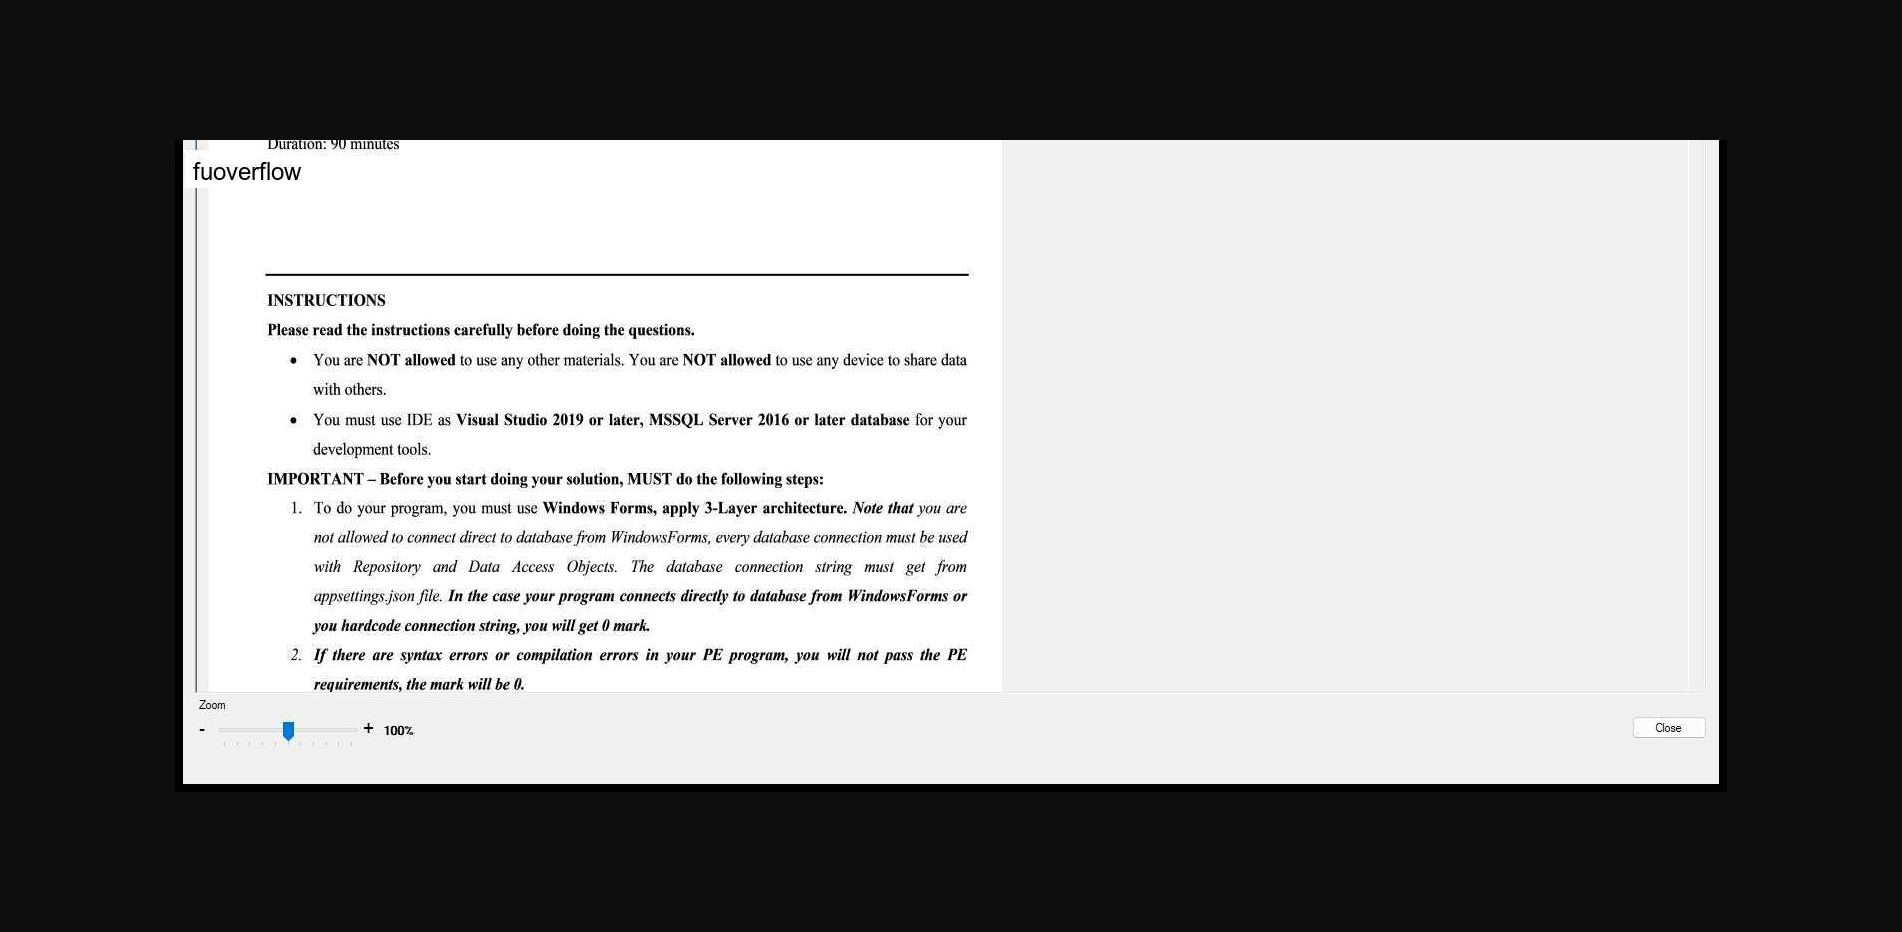 Duration: 90 minutes
fuoverflow
INSTRUCTIONS
Please read the instructions carefully before doing the questions.
• You are NOT allowed to use any other materials. You are NOT allowed to use any device to share data
with others.
• You must use IDE as Visual Studio 2019 or later, MSSQL Server 2016 or later database for your
development tools.
IMPORTANT – Before you start doing your solution, MUST do the following steps:
1. To do your program, you must use Windows Forms, apply 3-Layer architecture. Note that you are
not allowed to connect direct to database from WindowsForms, every database connection must be used
with Repository and Data Access Objects. The database connection string must get from
appsettings.json file. In the case your program connects directly to database from WindowsForms or
you hardcode connection string, you will get 0 mark.
2. If there are syntax errors or compilation errors in your PE program, you will not pass the PE
requirements, the mark will be 0.
Zoom
- + 100%
Close